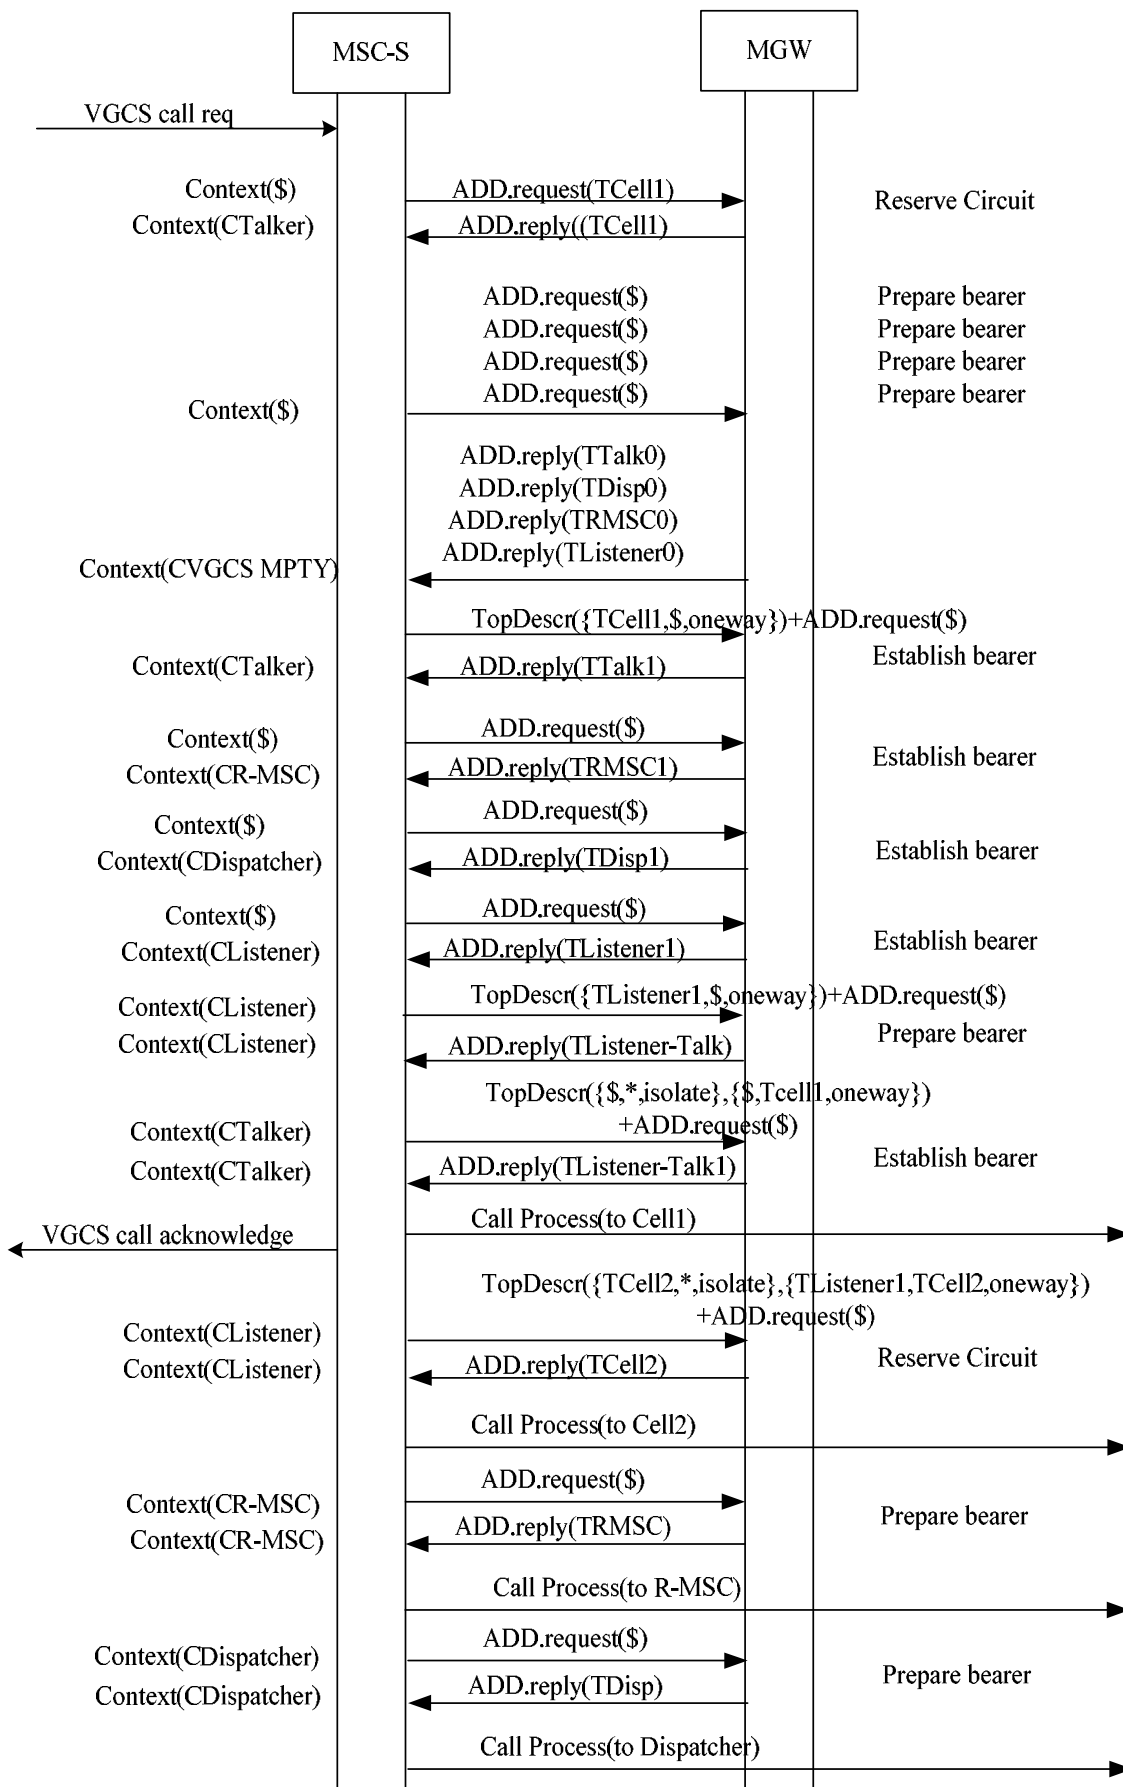 MSC-S
MGW
VGCS call req
Context($)
ADD.request(TCell1)
Reserve Circuit
Context(CTalker)
ADD.reply((TCell1)
ADD.request($)
Prepare bearer
ADD.request($)
Prepare bearer
ADD.request($)
Prepare bearer
ADD.request($)
Prepare bearer
Context($)
ADD.reply(TTalk0)
ADD.reply(TDisp0)
ADD.reply(TRMSC0)
ADD.reply(TListener0)
Context(CVGCS MPTY)
TopDescr({TCell1,$,oneway})+ADD.request($)
Establish bearer
Context(CTalker)
ADD.reply(TTalk1)
ADD.request($)
Context($)
Establish bearer
Context(CR-MSC)
ADD.reply(TRMSC1)
ADD.request($)
Context($)
Establish bearer
Context(CDispatcher)
ADD.reply(TDisp1)
ADD.request($)
Context($)
Establish bearer
Context(CListener)
ADD.reply(TListener1)
TopDescr({TListener1,$,oneway})+ADD.request($)
Context(CListener)
Prepare bearer
Context(CListener)
ADD.reply(TListener-Talk)
TopDescr({$,*,isolate},{$,Tcell1,oneway})
+ADD.request($)
Context(CTalker)
Establish bearer
Context(CTalker)
ADD.reply(TListener-Talk1)
Call Process(to Cell1)
VGCS call acknowledge
TopDescr({TCell2,*,isolate},{TListener1,TCell2,oneway})
+ADD.request($)
Context(CListener)
Reserve Circuit
Context(CListener)
ADD.reply(TCell2)
Call Process(to Cell2)
ADD.request($)
Context(CR-MSC)
Prepare bearer
Context(CR-MSC)
ADD.reply(TRMSC)
Call Process(to R-MSC)
ADD.request($)
Context(CDispatcher)
Prepare bearer
Context(CDispatcher)
ADD.reply(TDisp)
Call Process(to Dispatcher)